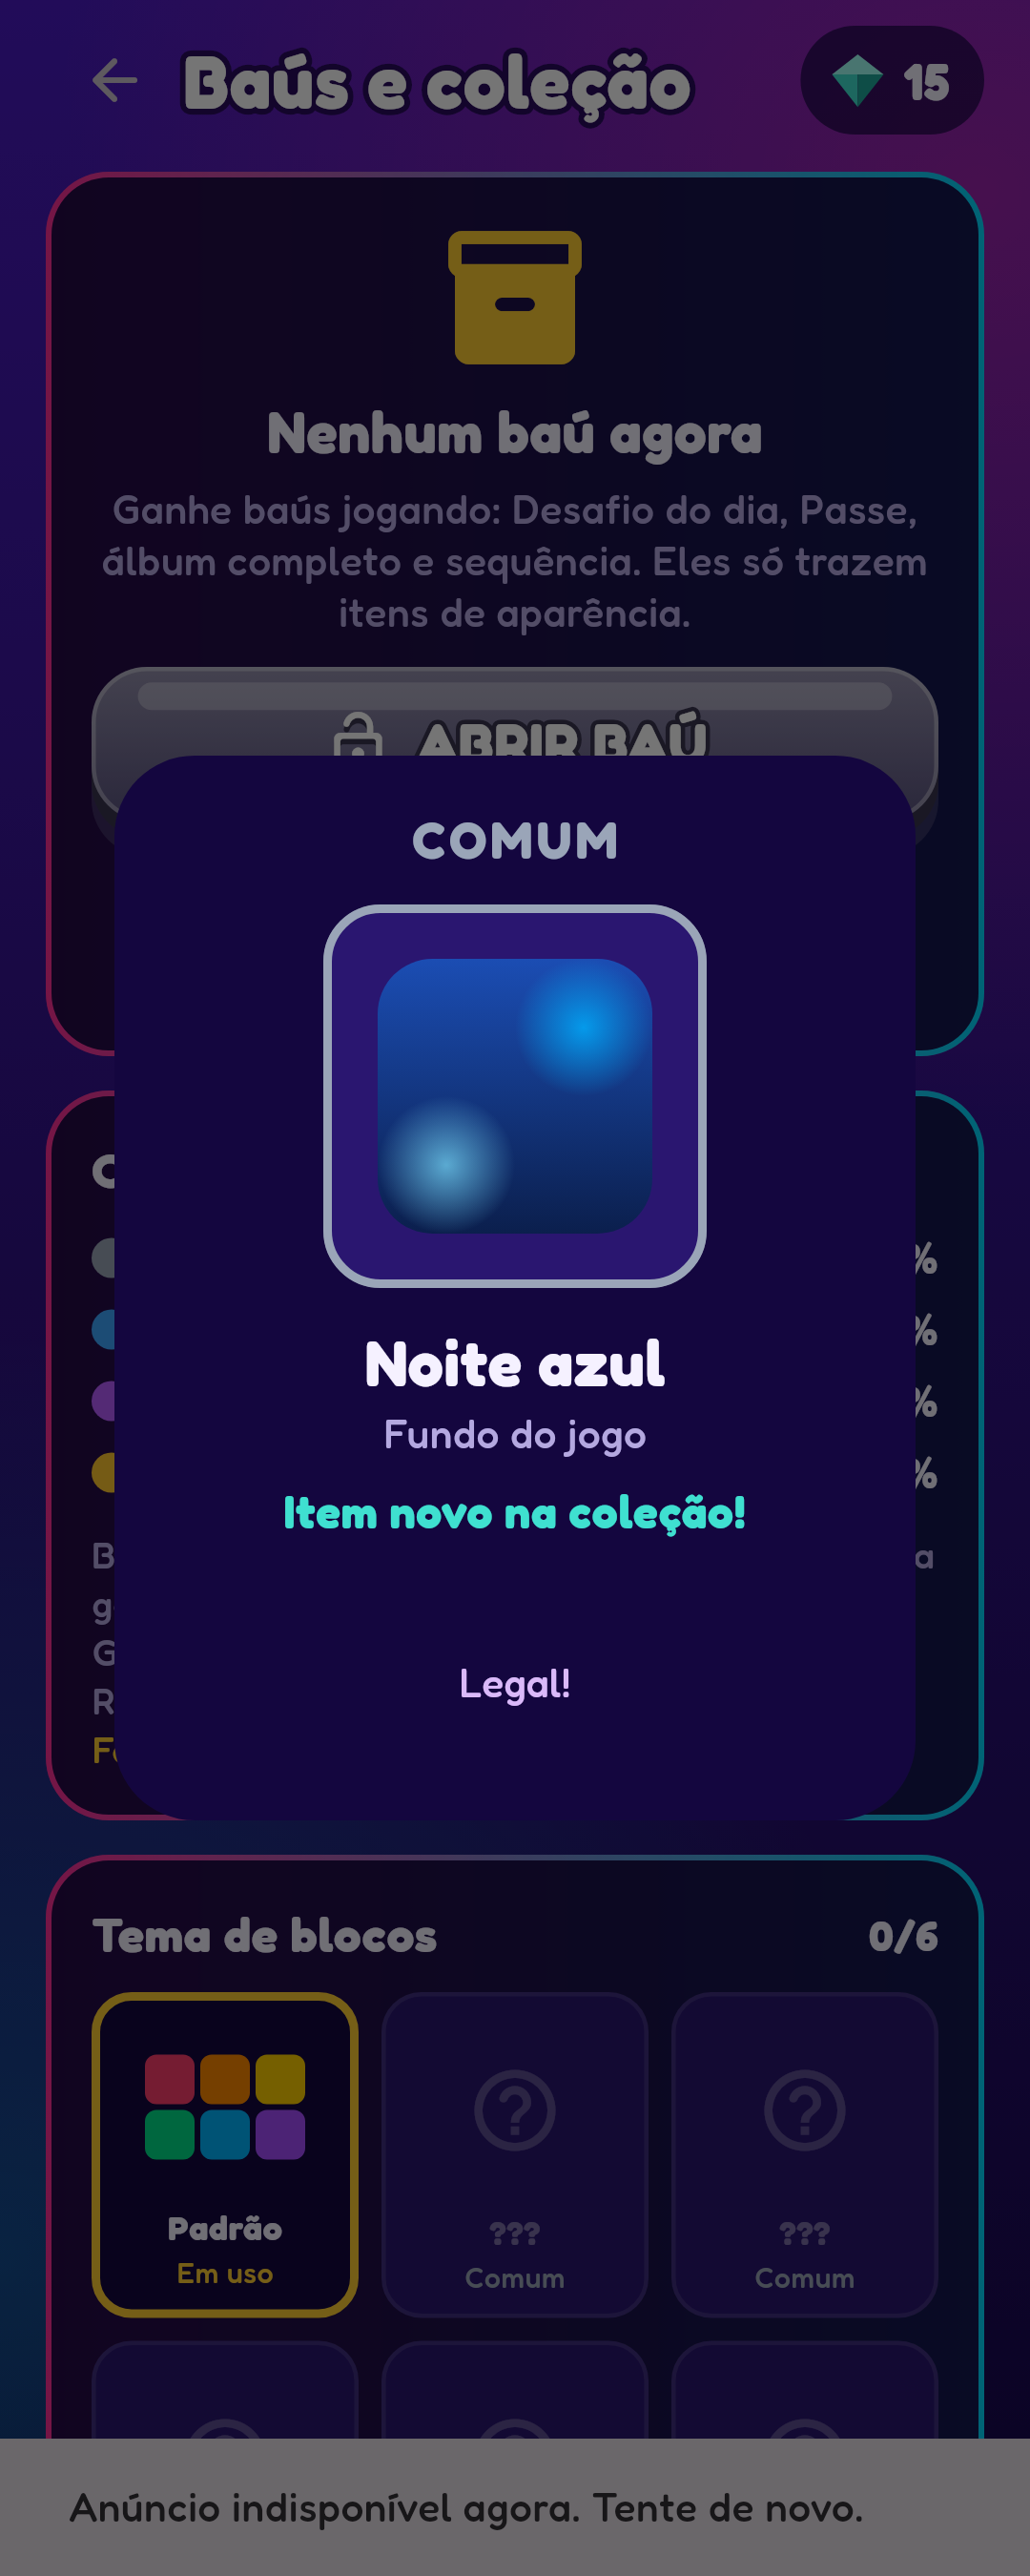 Baús e coleção
15
Nenhum baú agora
Ganhe baús jogando: Desafio do dia, Passe,
álbum completo e sequência. Eles só trazem
itens de aparência.
ABRIR BAÚ
COMUM
Noite azul
Fundo do jogo
Item novo na coleção!
Legal!
%
%
%
%
Tema de blocos
0/6
Padrão
Em uso
???
Comum
???
Comum
Anúncio indisponível agora. Tente de novo.